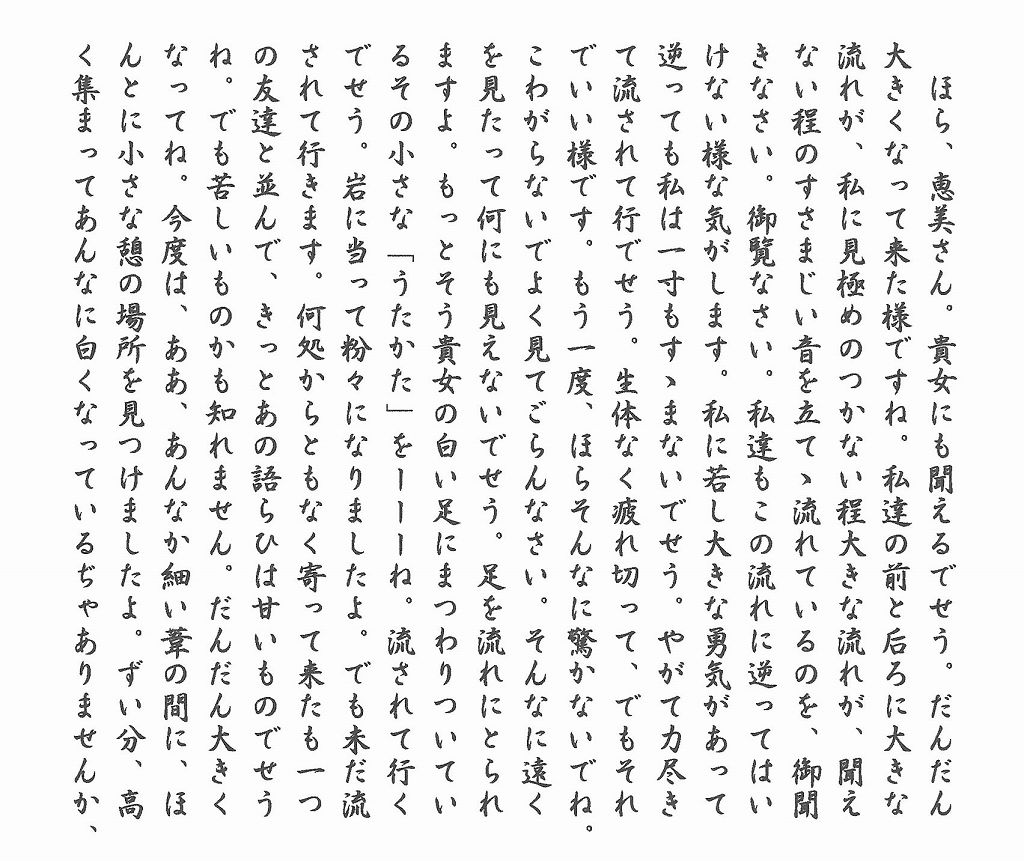 ほら、恵美さん。貴女にも聞えるでせう。だんだん
大きくなって来た様ですね。私達の前と后ろに大きな
流れが、私に見極めのつかない程大きな流れが、聞え
ない程のすさまじい音を立てゝ流れているのを、御聞
きなさい。御覧なさい。私達もこの流れに逆ってはい
けない様な気がします。私に若し大きな勇気があって
逆っても私は一寸もすゝまないでせう。やがて力尽き
て流されて行でせう。生体なく疲れ切って、でもそれ
でいい様です。もう一度、ほらそんなに驚かないでね。
こわがらないでよく見てごらんなさい。そんなに遠く
を見たって何にも見えないでせう。足を流れにとられ
ますよ。もっとそう貴女の白い足にまつわりついてい
るその小さな「うたかた」をーーーね。流されて行く
でせう。岩に当って粉々になりましたよ。でも未だ流
されて行きます。何処からともなく寄って来たも一つ
の友達と並んで、きっとあの語らひは甘いものでせう
ね。でも苦しいものかも知れません。だんだん大きく
なってね。今度は、ああ、あんなか細い葦の間に、ほ
んとに小さな憩の場所を見つけましたよ。ずい分、高
く集まってあんなに白くなっているぢゃありませんか、